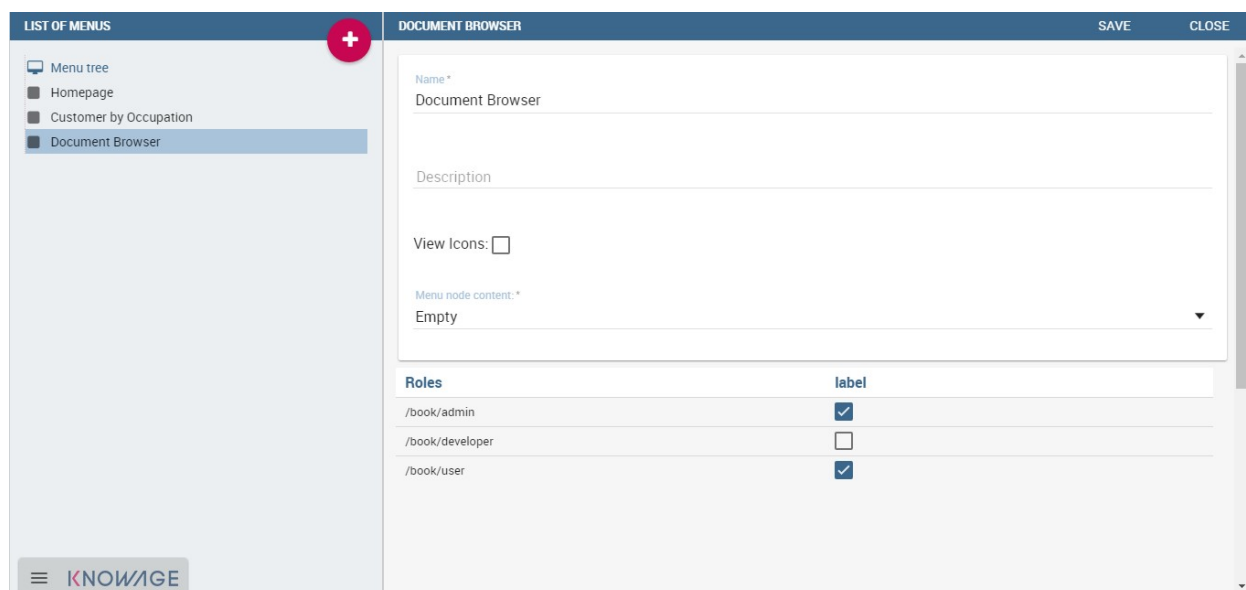 LIST OF MENUS
+
Menu tree
Homepage
Customer by Occupation
Document Browser
DOCUMENT BROWSER SAVE CLOSE
Name *
Document Browser
Description
View Icons:
Menu node content: *
Empty
Roles label
/book/admin
/book/developer
/book/user
KNOWAGE